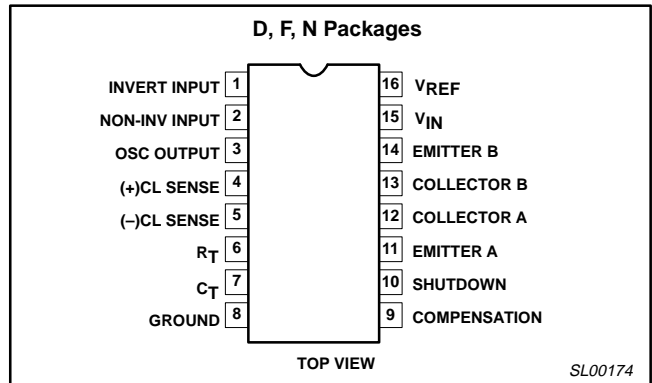 D, F, N Packages
INVERT INPUT 1
NON-INV INPUT 2
OSC OUTPUT 3
(+)CL SENSE 4
(–)CL SENSE 5
RT 6
CT 7
GROUND 8
16 VREF
15 VIN
14 EMITTER B
13 COLLECTOR B
12 COLLECTOR A
11 EMITTER A
10 SHUTDOWN
9 COMPENSATION
TOP VIEW
SL00174